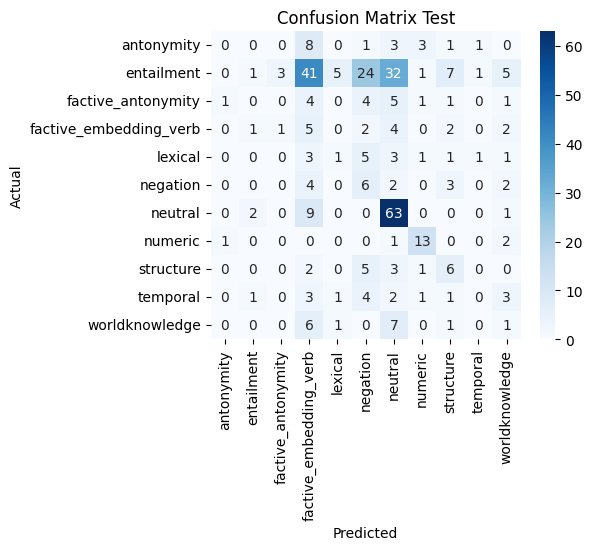 Confusion Matrix Test
Actual
antonymity 0 0 0 8 0 1 3 3 1 1 0
entailment 0 1 3 41 5 24 32 1 7 1 5
factive_antonymity 1 0 0 4 0 4 5 1 1 0 1
factive_embedding_verb 0 1 1 5 0 2 4 0 2 0 2
lexical 0 0 0 3 1 5 3 1 1 1 1
negation 0 0 0 4 0 6 2 0 3 0 2
neutral 0 2 0 9 0 0 63 0 0 0 1
numeric 1 0 0 0 0 0 1 13 0 0 2
structure 0 0 0 2 0 5 3 1 6 0 0
temporal 0 1 0 3 1 4 2 1 1 0 3
worldknowledge 0 0 0 6 1 0 7 0 1 0 1
antonymity
entailment
factive_antonymity
factive_embedding_verb
lexical
negation
neutral
numeric
structure
temporal
worldknowledge
Predicted
60
50
40
30
20
10
0